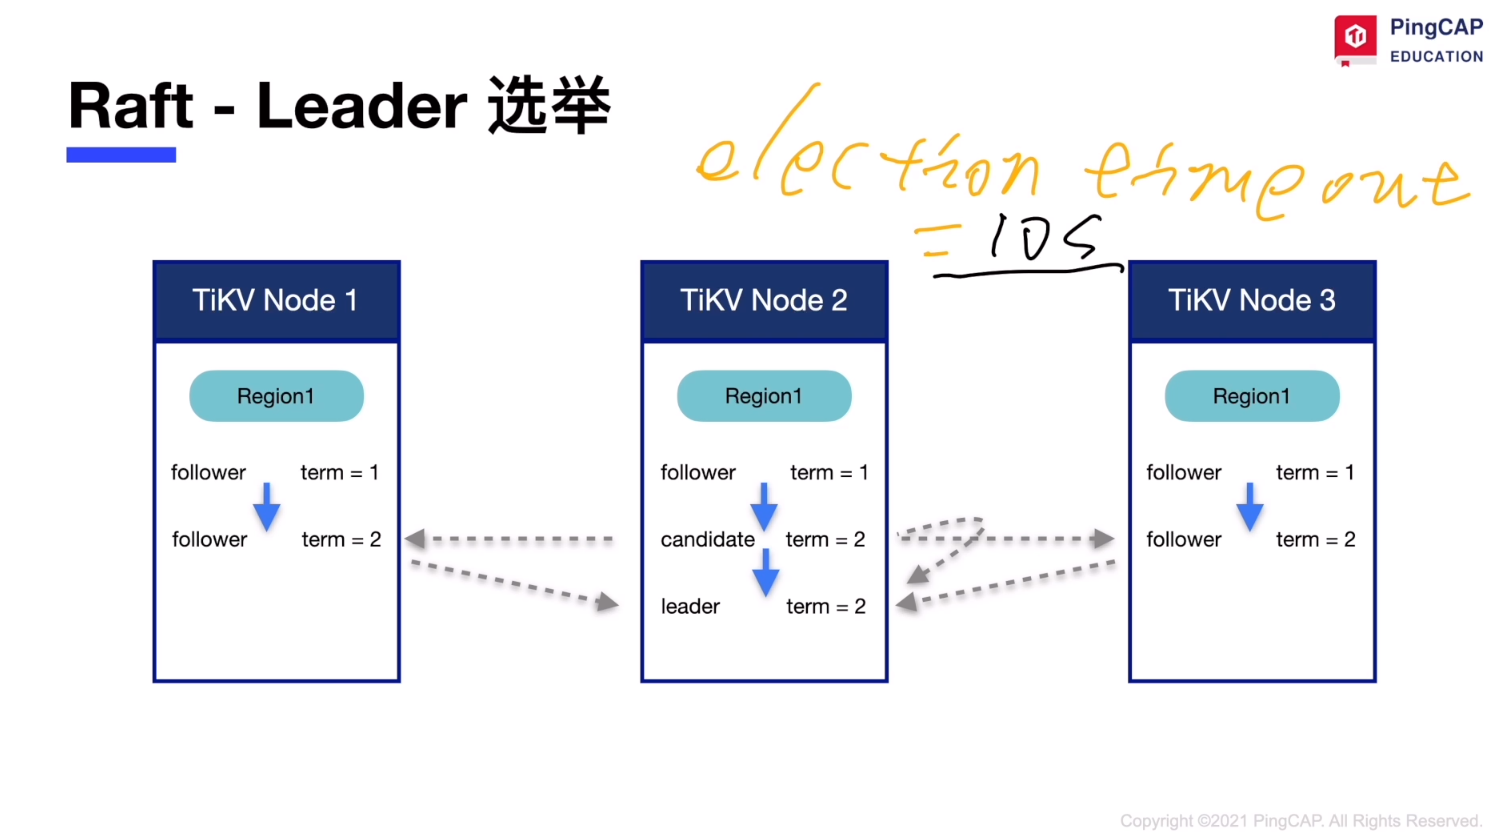 PingCAP
EDUCATION
Raft - Leader 选举
election timeout
= 10s
TiKV Node 1
Region1
follower term = 1
follower term = 2
TiKV Node 2
Region1
follower term = 1
candidate term = 2
leader term = 2
TiKV Node 3
Region1
follower term = 1
follower term = 2
Copyright ©2021 PingCAP. All Rights Reserved.